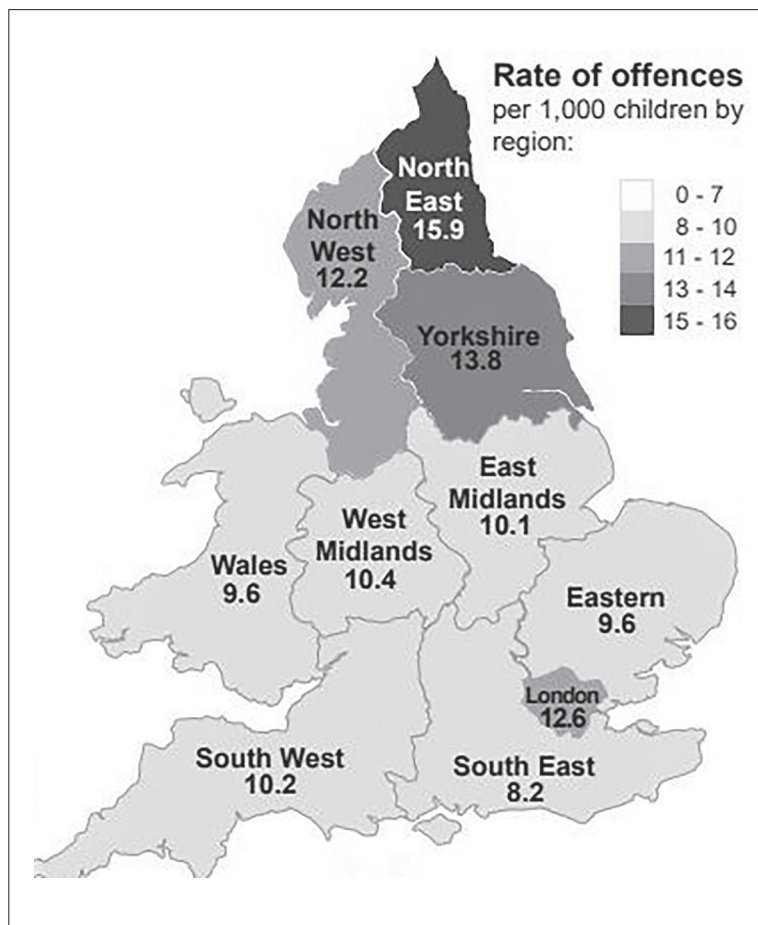 Rate of offences
per 1,000 children by
region:
0 - 7
8 - 10
11 - 12
13 - 14
15 - 16
North
East
15.9
North
West
12.2
Yorkshire
13.8
East
Midlands
10.1
West
Midlands
10.4
Wales
9.6
Eastern
9.6
London
12.6
South West
10.2
South East
8.2